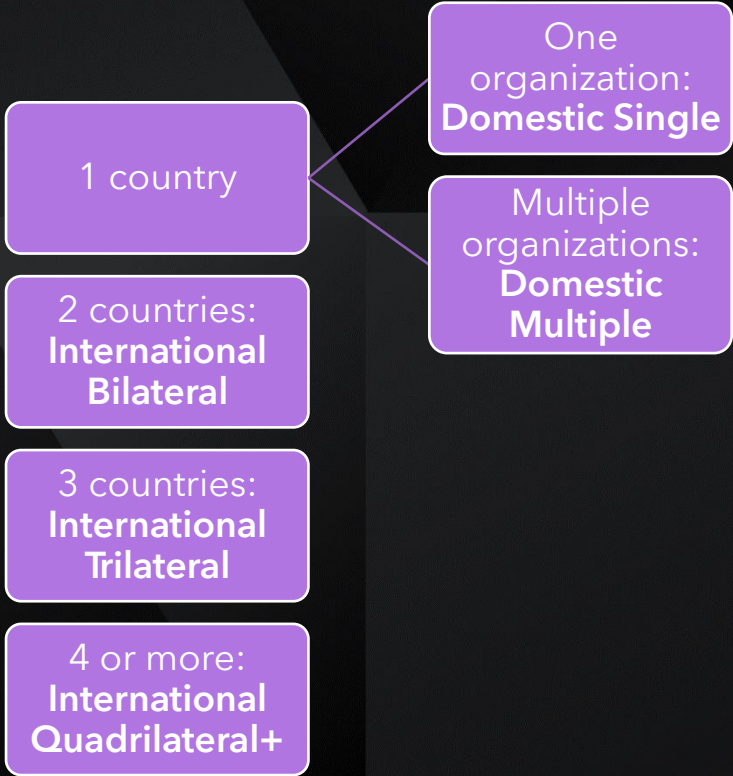 1 country
One
organization:
Domestic Single
Multiple
organizations:
Domestic
Multiple
2 countries:
International
Bilateral
3 countries:
International
Trilateral
4 or more:
International
Quadrilateral+